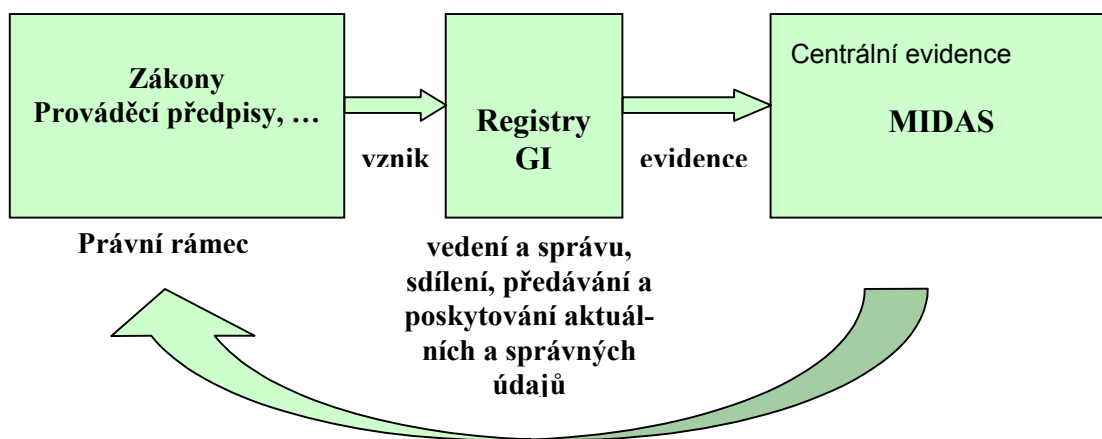 Zákony
Prováděcí předpisy, …
vznik
Registry
GI
evidence
Centrální evidence
MIDAS
Právní rámec
vedení a správu,
sdílení, předávání a
poskytování aktuál-
ních a správných
údajů